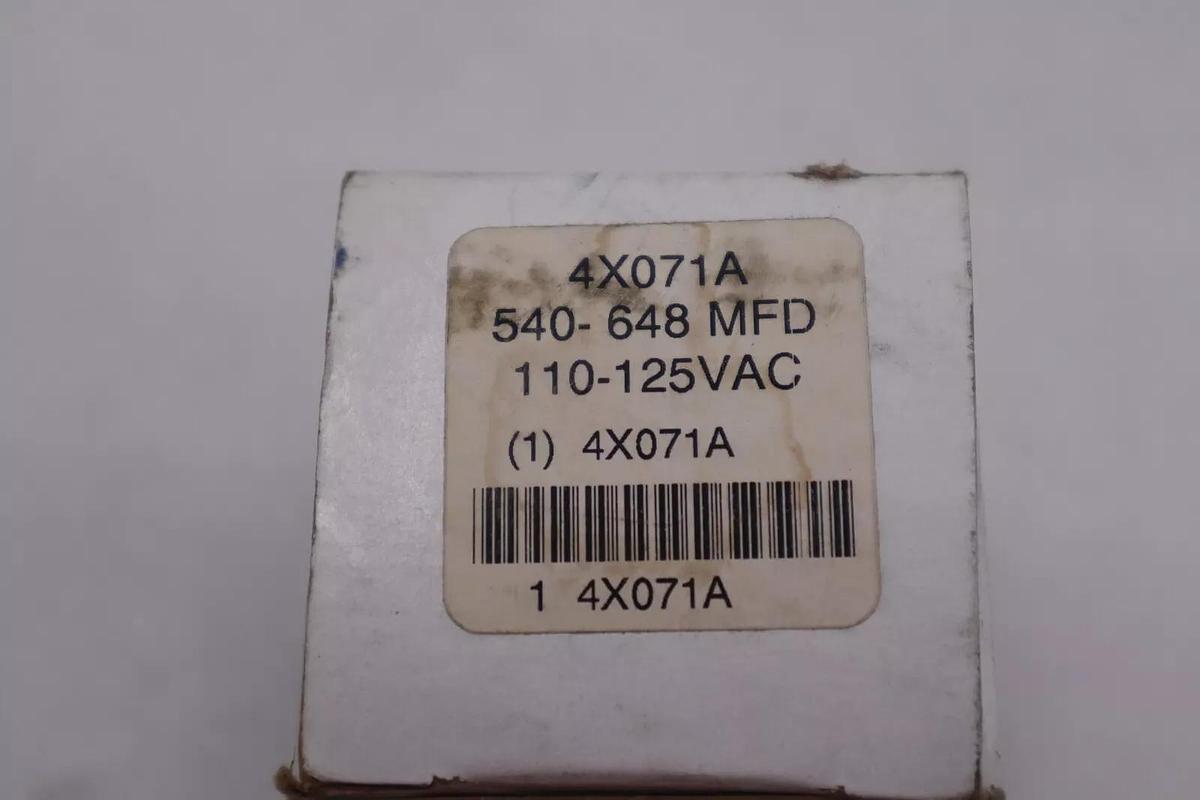 4X071A
540- 648 MFD
110-125VAC
(1) 4X071A
1 4X071A